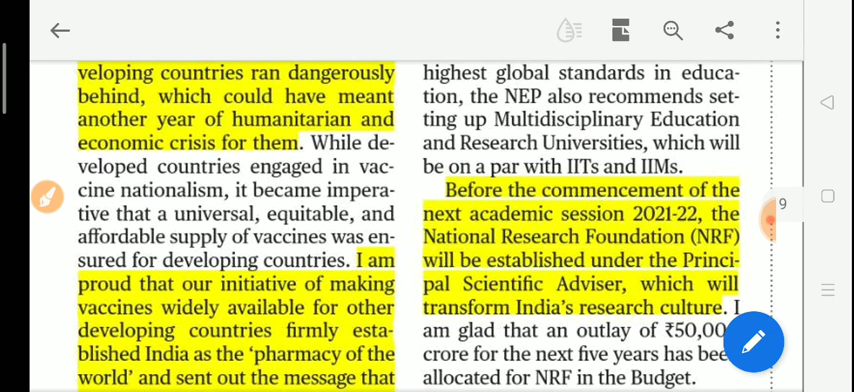 veloping countries ran dangerously
behind, which could have meant
another year of humanitarian and
economic crisis for them. While de-
veloped countries engaged in vac-
cine nationalism, it became impera-
tive that a universal, equitable, and
affordable supply of vaccines was en-
sured for developing countries. I am
proud that our initiative of making
vaccines widely available for other
developing countries firmly esta-
blished India as the ‘pharmacy of the
world’ and sent out the message that
highest global standards in educa-
tion, the NEP also recommends set-
ting up Multidisciplinary Education
and Research Universities, which will
be on a par with IITs and IIMs.
Before the commencement of the
next academic session 2021-22, the
National Research Foundation (NRF)
will be established under the Princi-
pal Scientific Adviser, which will
transform India’s research culture. I
am glad that an outlay of
crore for the next five years has
allocated for NRF in the Budget.
9